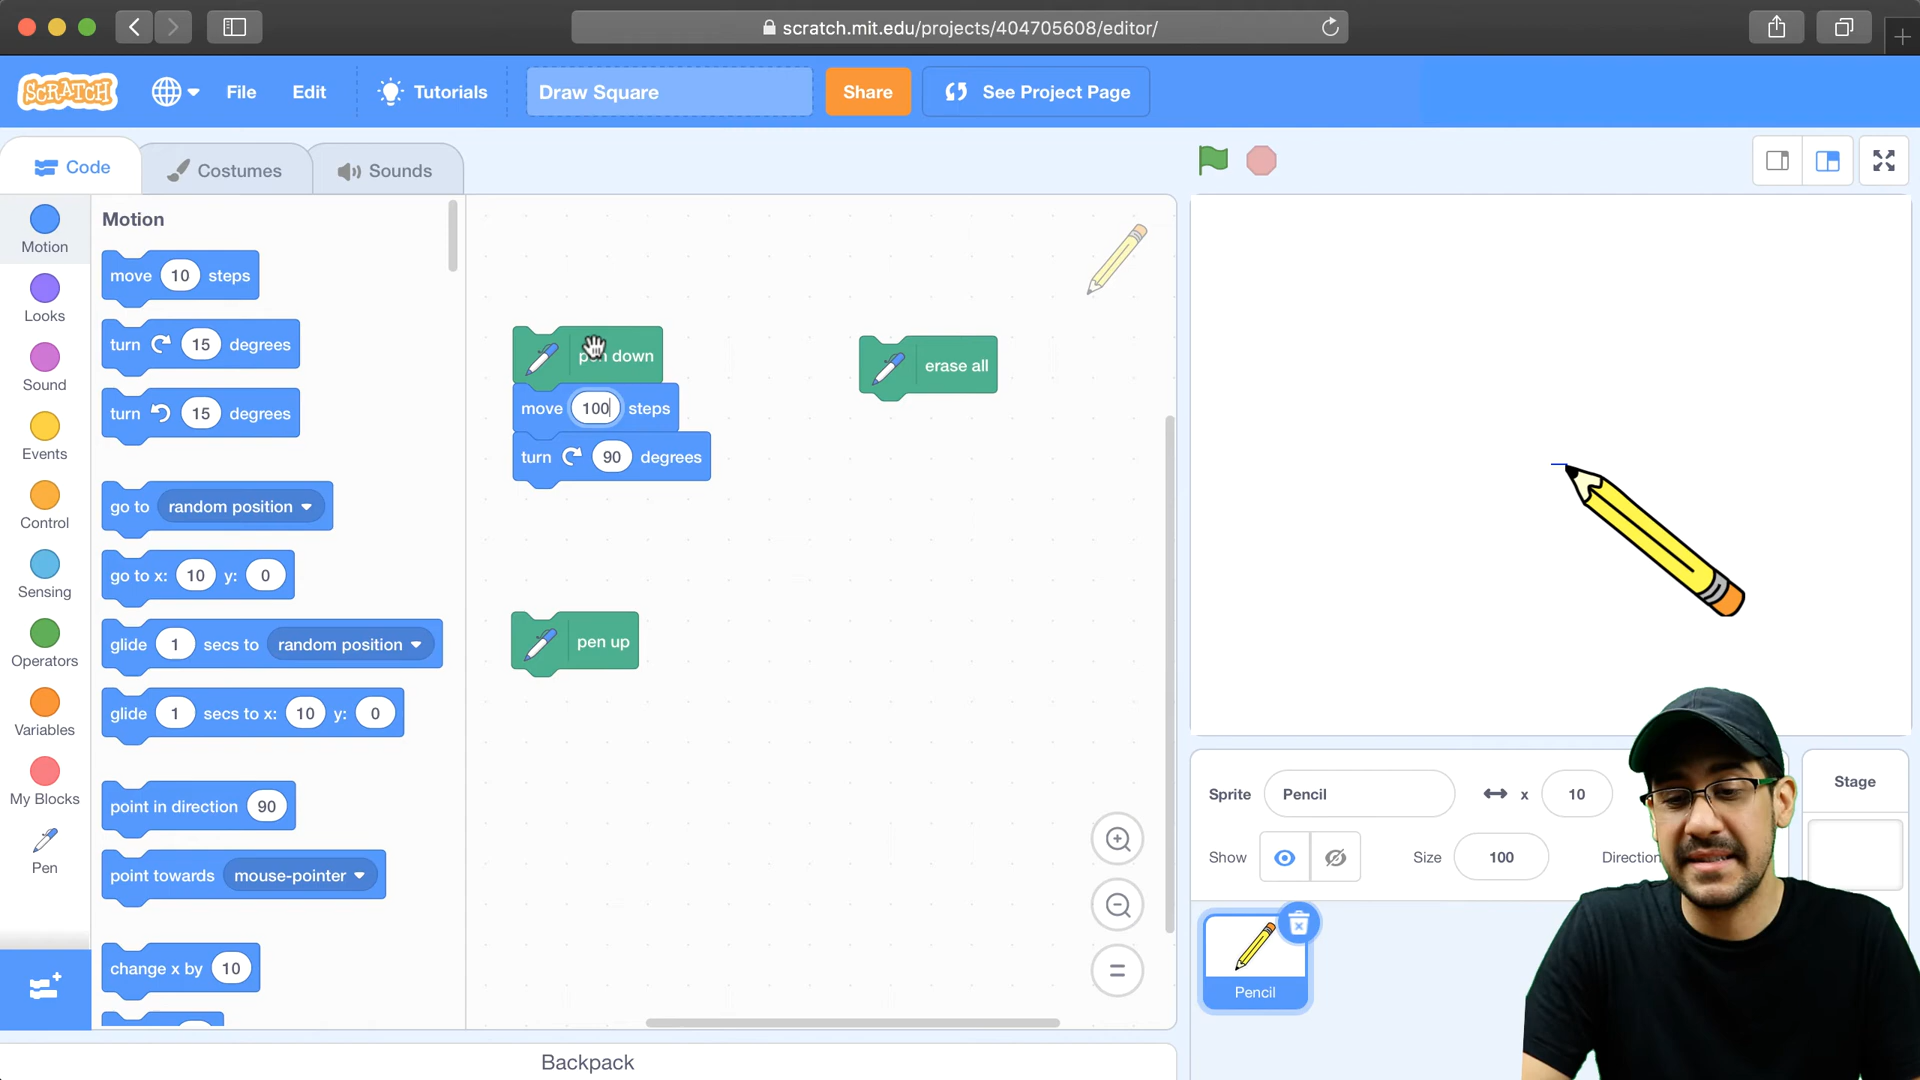 scratch.mit.edu/projects/404705608/editor/
SCRATCH
File
Edit
Tutorials
Draw Square
Share
See Project Page
Code
Costumes
Sounds
Motion
Looks
Sound
Events
Control
Sensing
Operators
Variables
My Blocks
Pen
Motion
move 10 steps
turn 15 degrees
turn 15 degrees
go to random position
go to x: 10 y: 0
glide 1 secs to random position
glide 1 secs to x: 10 y: 0
point in direction 90
point towards mouse-pointer
change x by 10
down
move 100 steps
turn 90 degrees
erase all
pen up
Sprite
Pencil
x
10
Show
Size
100
Pencil
Stage
Backpack